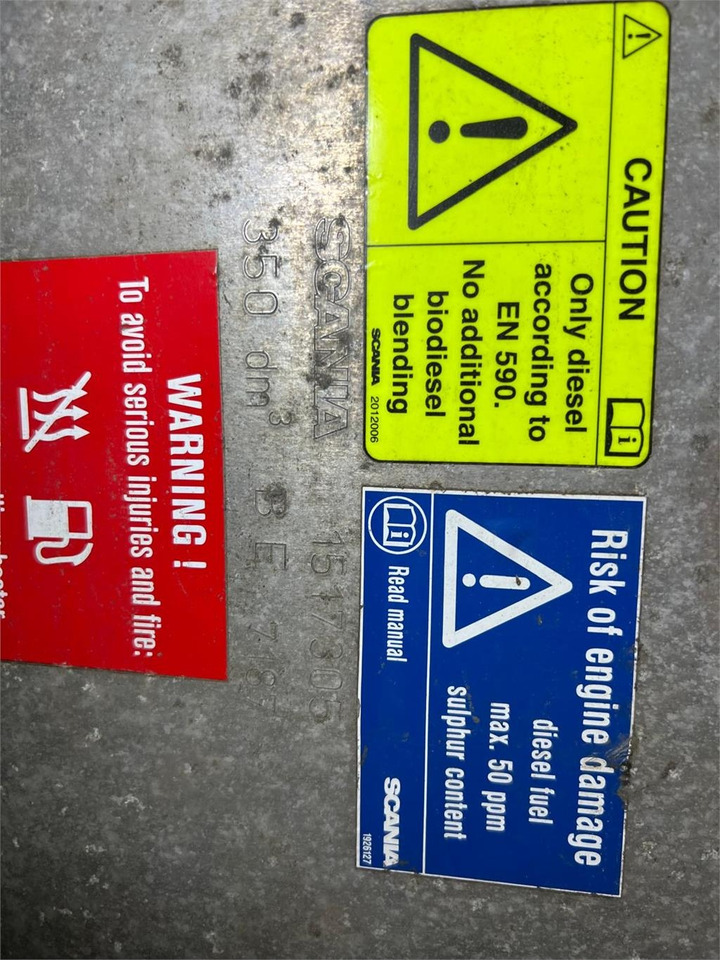 CAUTION
Only diesel
according to
EN 590.
No additional
biodiesel
blending
SCANIA 2012006
Risk of engine damage
diesel fuel
max. 50 ppm
sulphur content
Read manual
SCANIA
1926127
SCANIA 1517305
350 dm³ BE
WARNING !
To avoid serious injuries and fire: